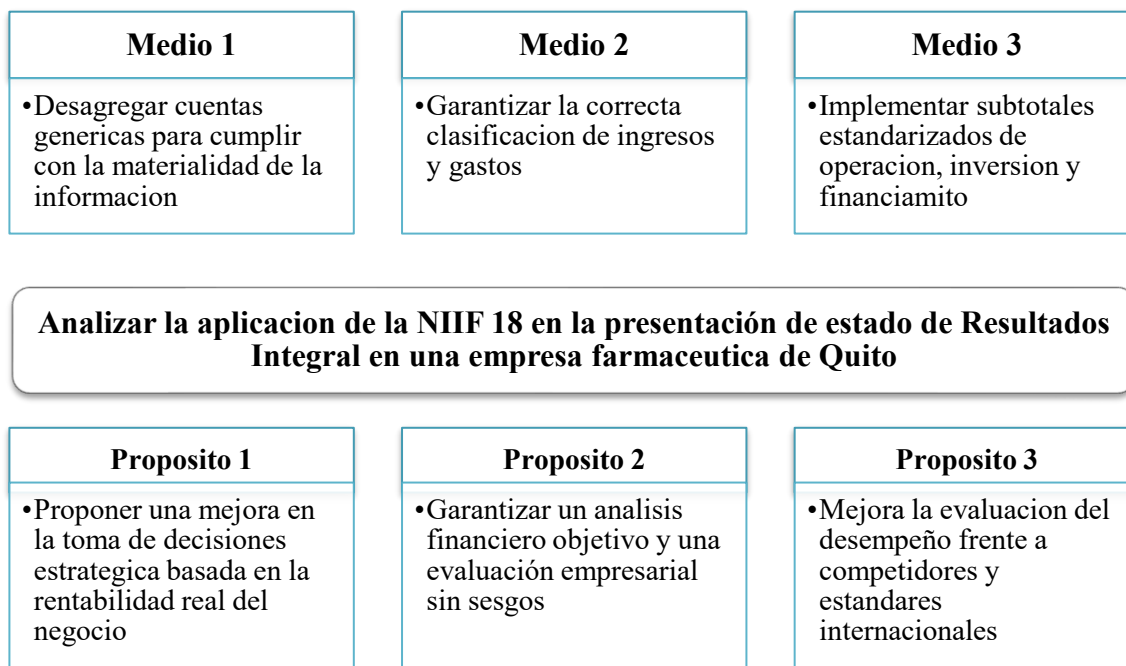 Medio 1
•Desagregar cuentas
genericas para cumplir
con la materialidad de la
informacion
Medio 2
•Garantizar la correcta
clasificacion de ingresos
y gastos
Medio 3
•Implementar subtotales
estandarizados de
operacion, inversion y
financiamito
Analizar la aplicacion de la NIIF 18 en la presentación de estado de Resultados
Integral en una empresa farmaceutica de Quito
Proposito 1
•Proponer una mejora en
la toma de decisiones
estrategica basada en la
rentabilidad real del
negocio
Proposito 2
•Garantizar un analisis
financiero objetivo y una
evaluación empresarial
sin sesgos
Proposito 3
•Mejora la evaluacion del
desempeño frente a
competidores y
estandares
internacionales